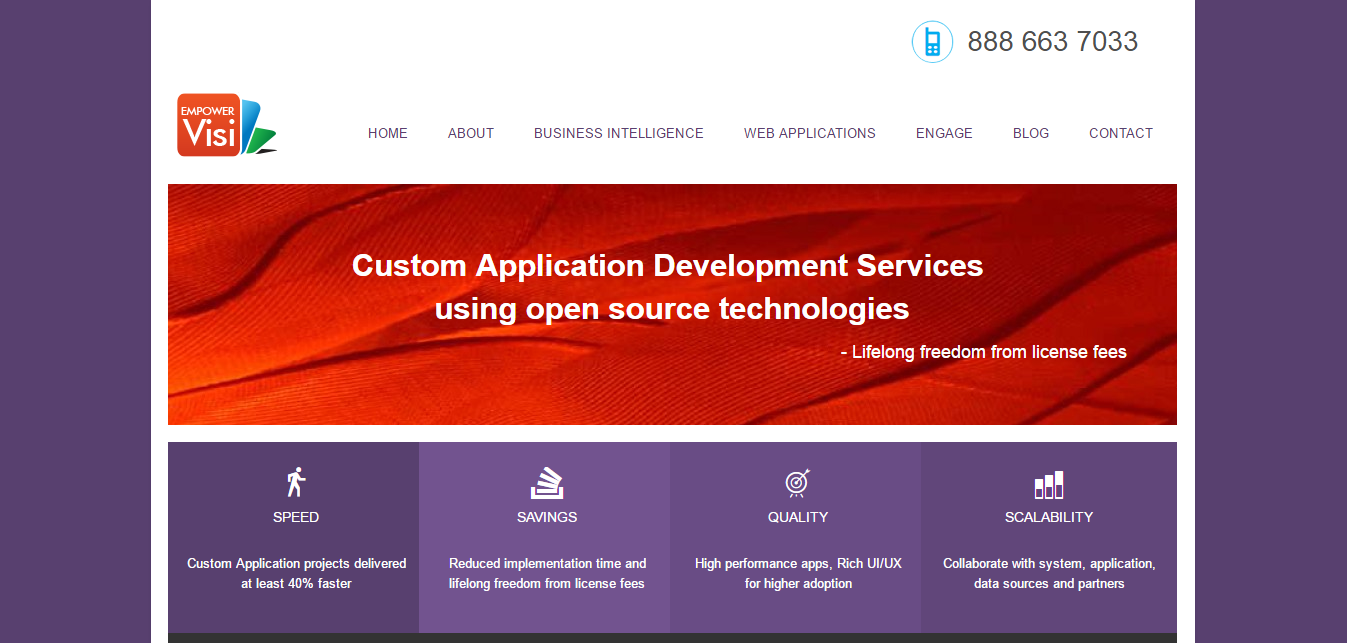 888 663 7033
EMPOWER
Visi
HOME ABOUT BUSINESS INTELLIGENCE WEB APPLICATIONS ENGAGE BLOG CONTACT
Custom Application Development Services
using open source technologies
- Lifelong freedom from license fees
SPEED
Custom Application projects delivered
at least 40% faster
SAVINGS
Reduced implementation time and
lifelong freedom from license fees
QUALITY
High performance apps, Rich UI/UX
for higher adoption
SCALABILITY
Collaborate with system, application,
data sources and partners